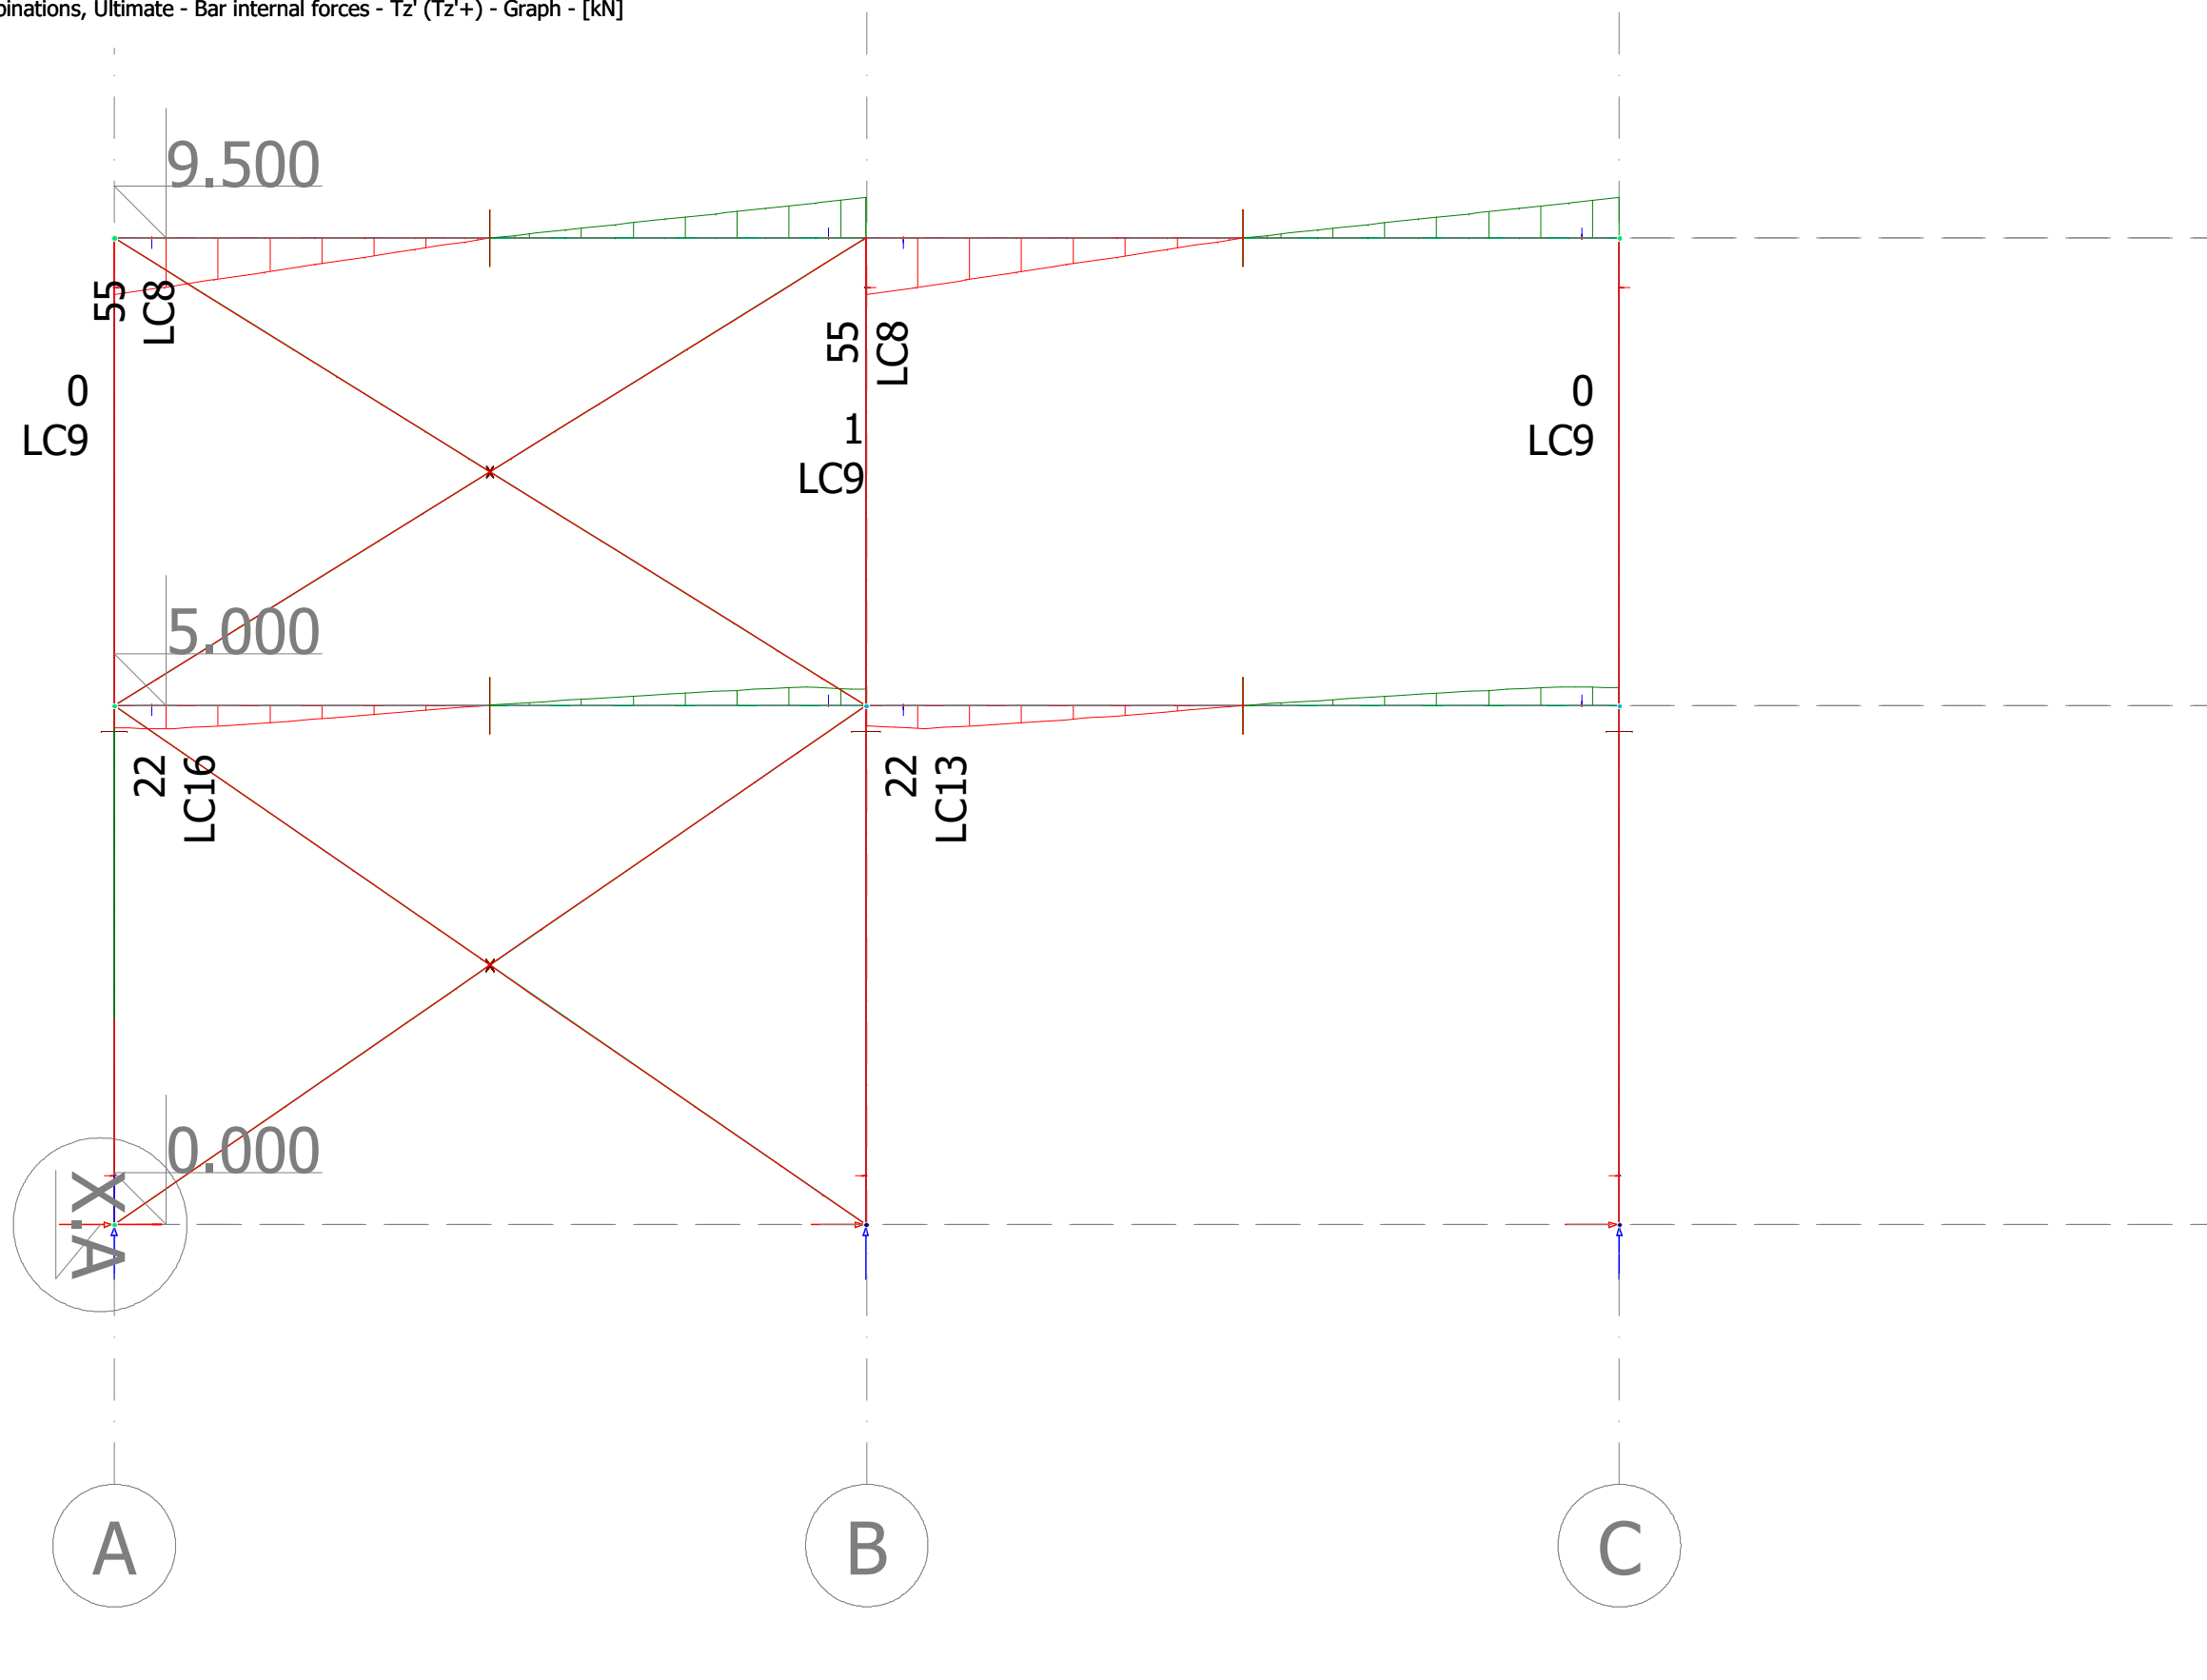 binations, Ultimate - Bar internal forces - Tz' (Tz'+) - Graph - [kN]
9.500
55
LC8
55
LC8
0
LC9
1
LC9
0
LC9
5.000
22
LC16
22
LC13
0.000
X.A
A
B
C